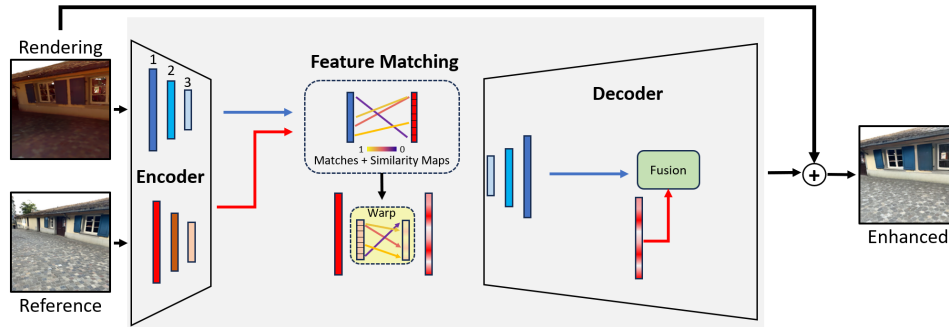 Rendering
1
2
3
Encoder
Reference
Feature Matching
1 0
Matches + Similarity Maps
Warp
Decoder
Fusion
+
Enhanced